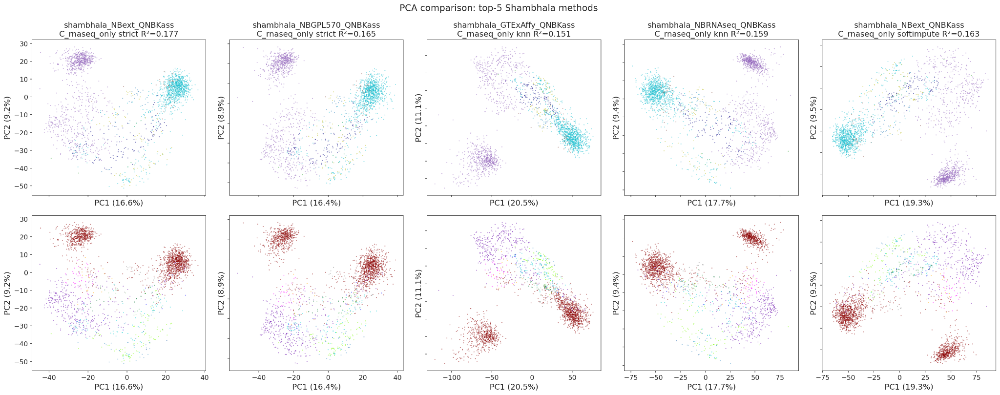 PCA comparison: top-5 Shambhala methods
shambhala_NBext_QNBKass
C_rnaseq_only strict R²=0.177
shambhala_NBGPL570_QNBKass
C_rnaseq_only strict R²=0.165
shambhala_GTExAffy_QNBKass
C_rnaseq_only knn R²=0.151
shambhala_NBRNAseq_QNBKass
C_rnaseq_only knn R²=0.159
shambhala_NBext_QNBKass
C_rnaseq_only softimpute R²=0.163
30
20
10
0
−10
−20
−30
−40
−50
PC2 (9.2%)
PC2 (8.9%)
PC2 (11.1%)
PC2 (9.4%)
PC2 (9.5%)
PC1 (16.6%)
PC1 (16.4%)
PC1 (20.5%)
PC1 (17.7%)
PC1 (19.3%)
30
20
10
0
−10
−20
−30
−40
−50
PC2 (9.2%)
PC2 (8.9%)
PC2 (11.1%)
PC2 (9.4%)
PC2 (9.5%)
−40 −20 0 20 40
−40 −20 0 20 40
−100 −50 0 50
−75 −50 −25 0 25 50 75
−75 −50 −25 0 25 50 75
PC1 (16.6%)
PC1 (16.4%)
PC1 (20.5%)
PC1 (17.7%)
PC1 (19.3%)